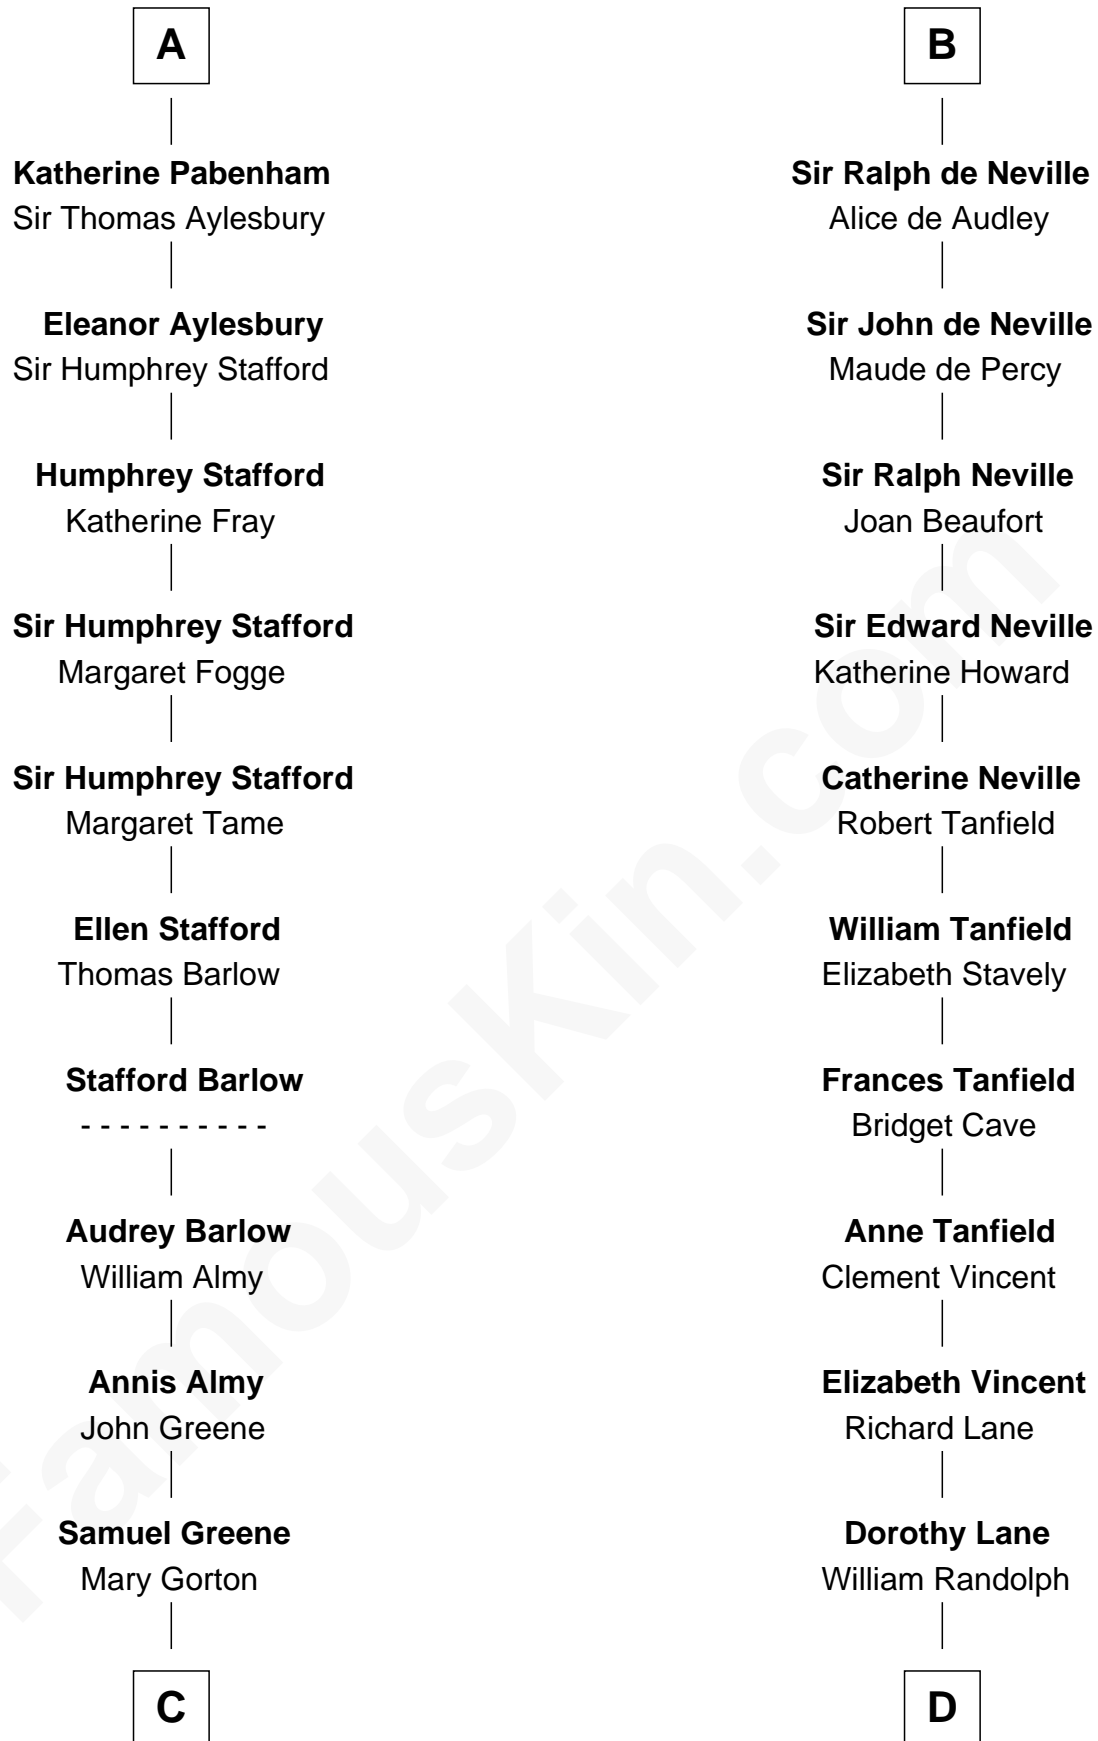 A
Katherine Pabenham
Sir Thomas Aylesbury
Eleanor Aylesbury
Sir Humphrey Stafford
Humphrey Stafford
Katherine Fray
Sir Humphrey Stafford
Margaret Fogge
Sir Humphrey Stafford
Margaret Tame
Ellen Stafford
Thomas Barlow
Stafford Barlow
- - - - - - - - - -
Audrey Barlow
William Almy
Annis Almy
John Greene
Samuel Greene
Mary Gorton
C
B
Sir Ralph de Neville
Alice de Audley
Sir John de Neville
Maude de Percy
Sir Ralph Neville
Joan Beaufort
Sir Edward Neville
Katherine Howard
Catherine Neville
Robert Tanfield
William Tanfield
Elizabeth Stavely
Frances Tanfield
Bridget Cave
Anne Tanfield
Clement Vincent
Elizabeth Vincent
Richard Lane
Dorothy Lane
William Randolph
D
FamousKin.com